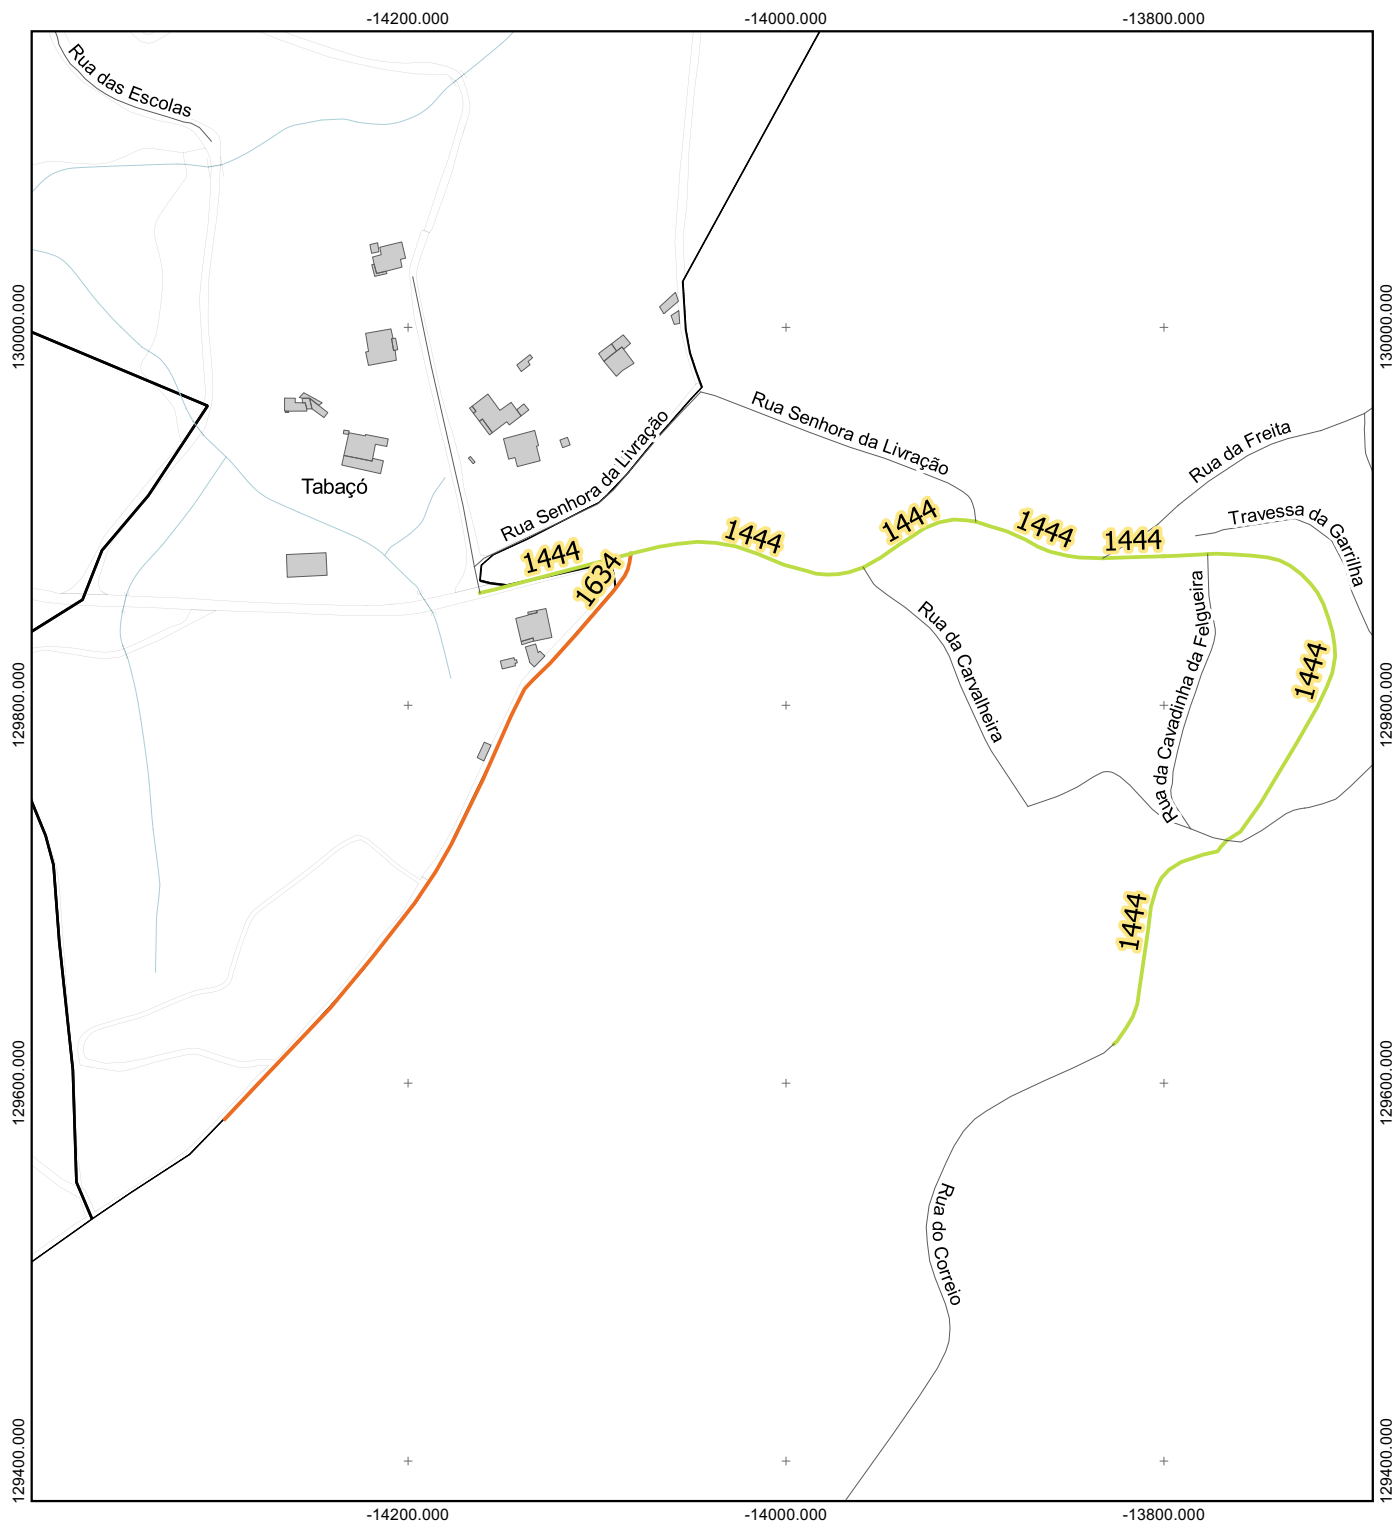 -14200.000
-14000.000
-13800.000
Rua das Escolas
130000.000
130000.000
Rua Senhora da Livração
Rua Senhora da Livração
Rua da Freita
Tabaçó
Travessa da Garrilha
1444
1444
1444
1444
1444
1634
Rua da Carvalheira
Rua da Cavadinha da Felgueira
1444
129800.000
129800.000
1444
129600.000
129600.000
Rua do Correio
129400.000
129400.000
-14200.000
-14000.000
-13800.000